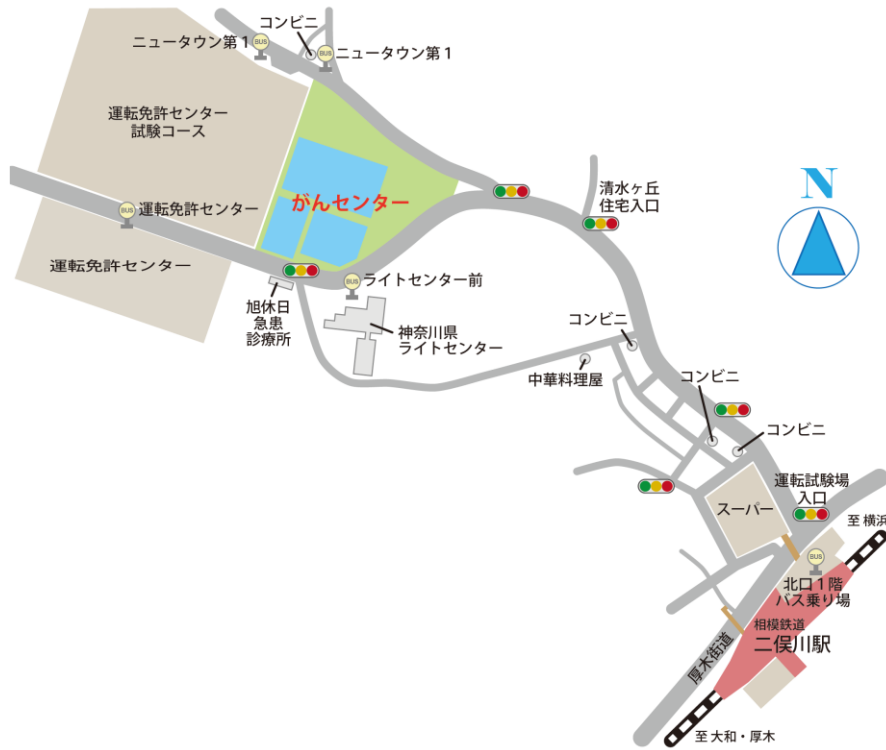 コンビニ
ニュータウン第1
BUS
BUS
ニュータウン第1
運転免許センター
試験コース
がんセンター
清水ヶ丘
住宅入口
N
BUS
運転免許センター
運転免許センター
BUS
ライトセンター前
旭休日
急患
診療所
神奈川県
ライトセンター
コンビニ
中華料理屋
コンビニ
コンビニ
運転試験場
入口
スーパー
至 横浜
BUS
北口1階
バス乗り場
相模鉄道
二俣川駅
厚木街道
至 大和・厚木